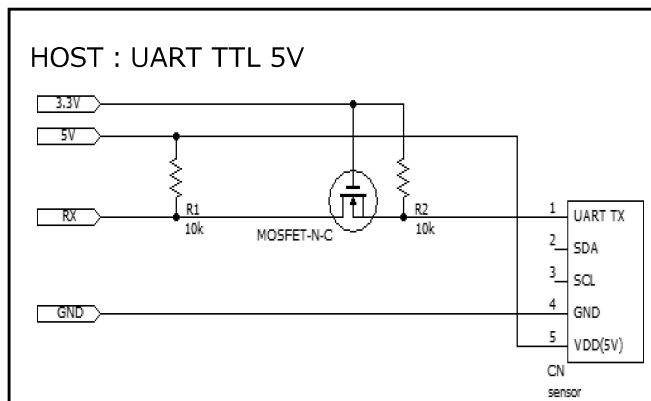 HOST : UART TTL 5V
3.3V
5V
RX
R1
10k
MOSFET-N-C
R2
10k
1
UART TX
2
SDA
3
SCL
GND
4
GND
5
VDD(5V)
CN
sensor